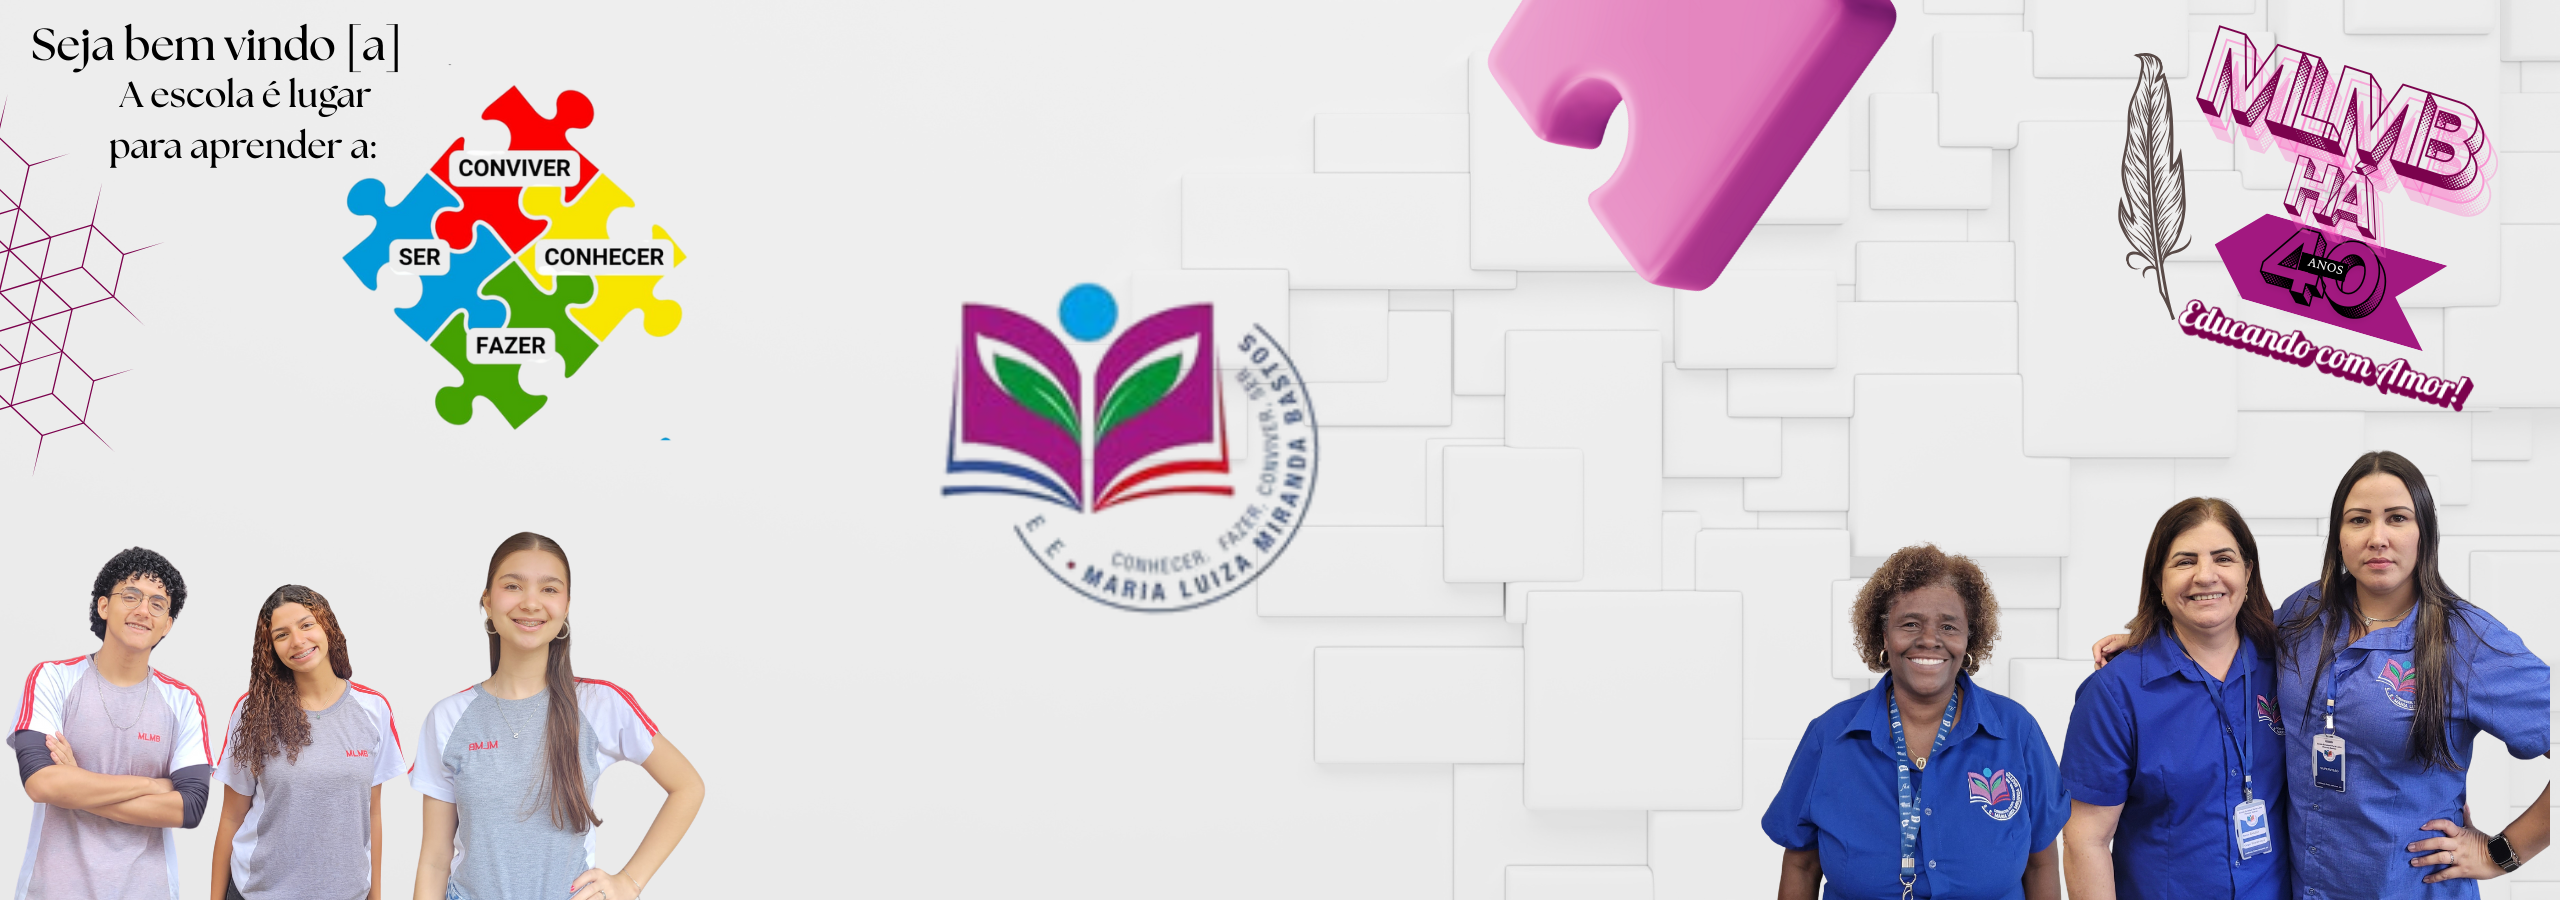 Seja bem vindo [a]
A escola é lugar
para aprender a:
CONVIVER
SER
CONHECER
FAZER
E E • MARIA LUIZA MIRANDA BASTOS
CONHECER, FAZER, CONVIVER, SER
MLMB
HÁ
40
ANOS
Educando com Amor!
MLMB
MLMB
MLMB